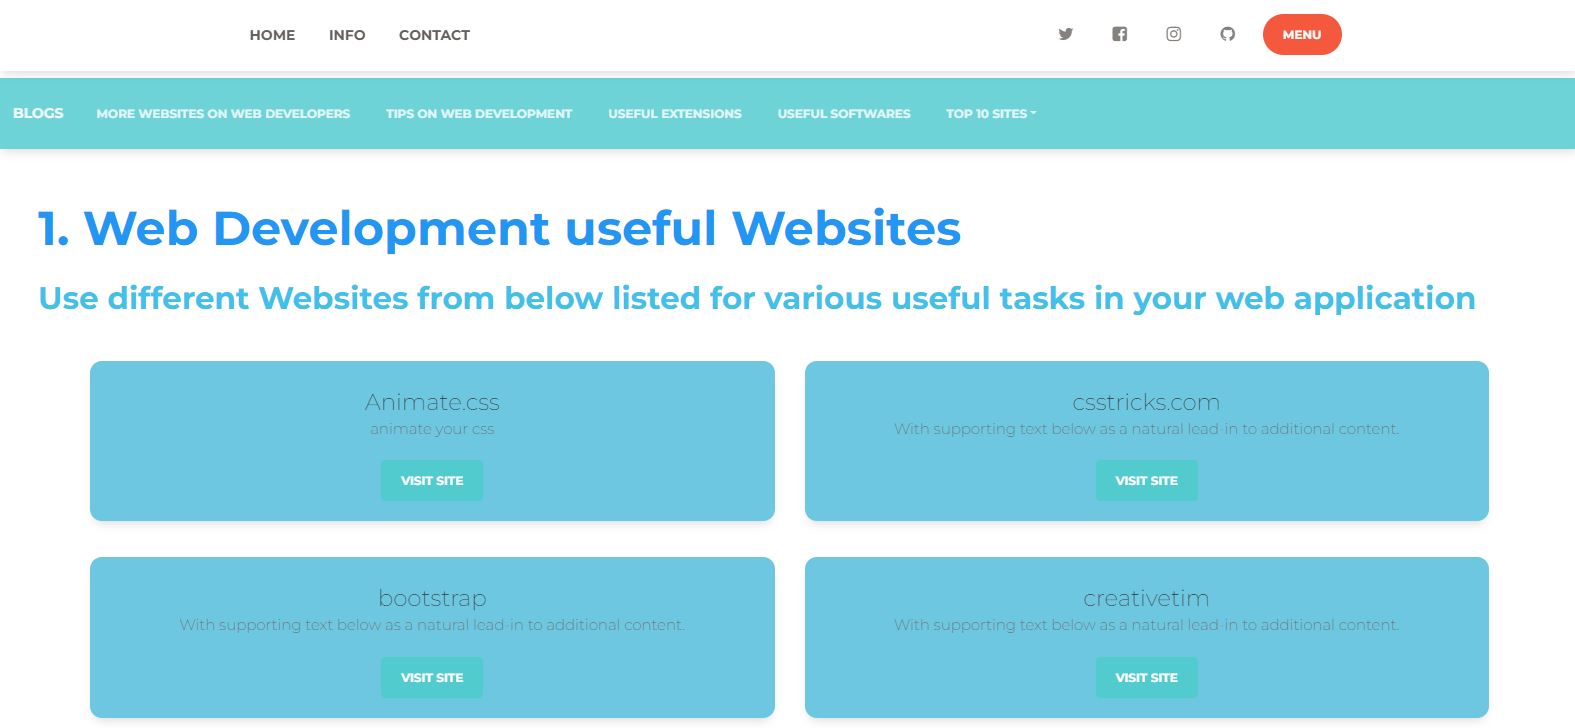 HOME INFO CONTACT MENU
BLOGS MORE WEBSITES ON WEB DEVELOPERS TIPS ON WEB DEVELOPMENT USEFUL EXTENSIONS USEFUL SOFTWARES TOP 10 SITES
1. Web Development useful Websites
Use different Websites from below listed for various useful tasks in your web application
Animate.css
animate your css
VISIT SITE
csstricks.com
With supporting text below as a natural lead-in to additional content.
VISIT SITE
bootstrap
With supporting text below as a natural lead-in to additional content.
VISIT SITE
creativetim
With supporting text below as a natural lead-in to additional content.
VISIT SITE